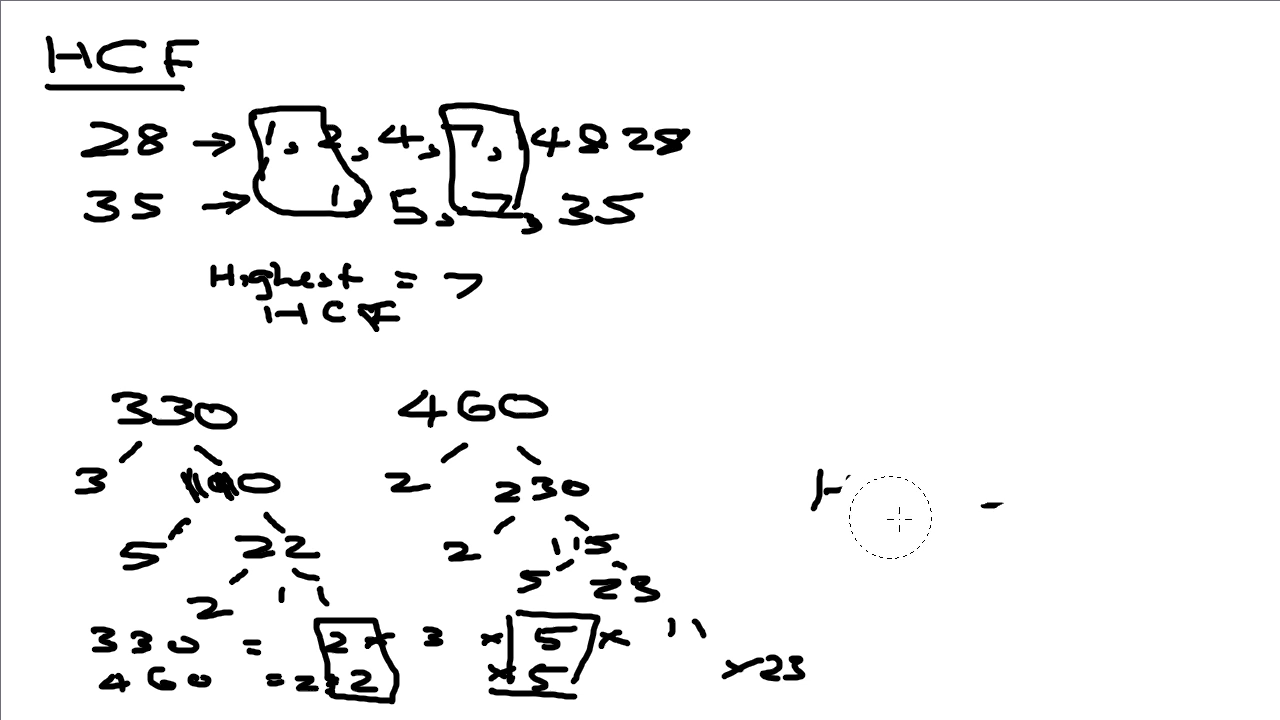 HCF
28 → 1, 2, 4, 7, 4 & 28
35 → 1, 5, 7, 35
Highest = 7
HCF
330 460
3 110 2 230
5 22 2 115
2 11 5 23
330 = 2 × 3 × 5 × 11
460 = 2 × 2 × 5 × 23